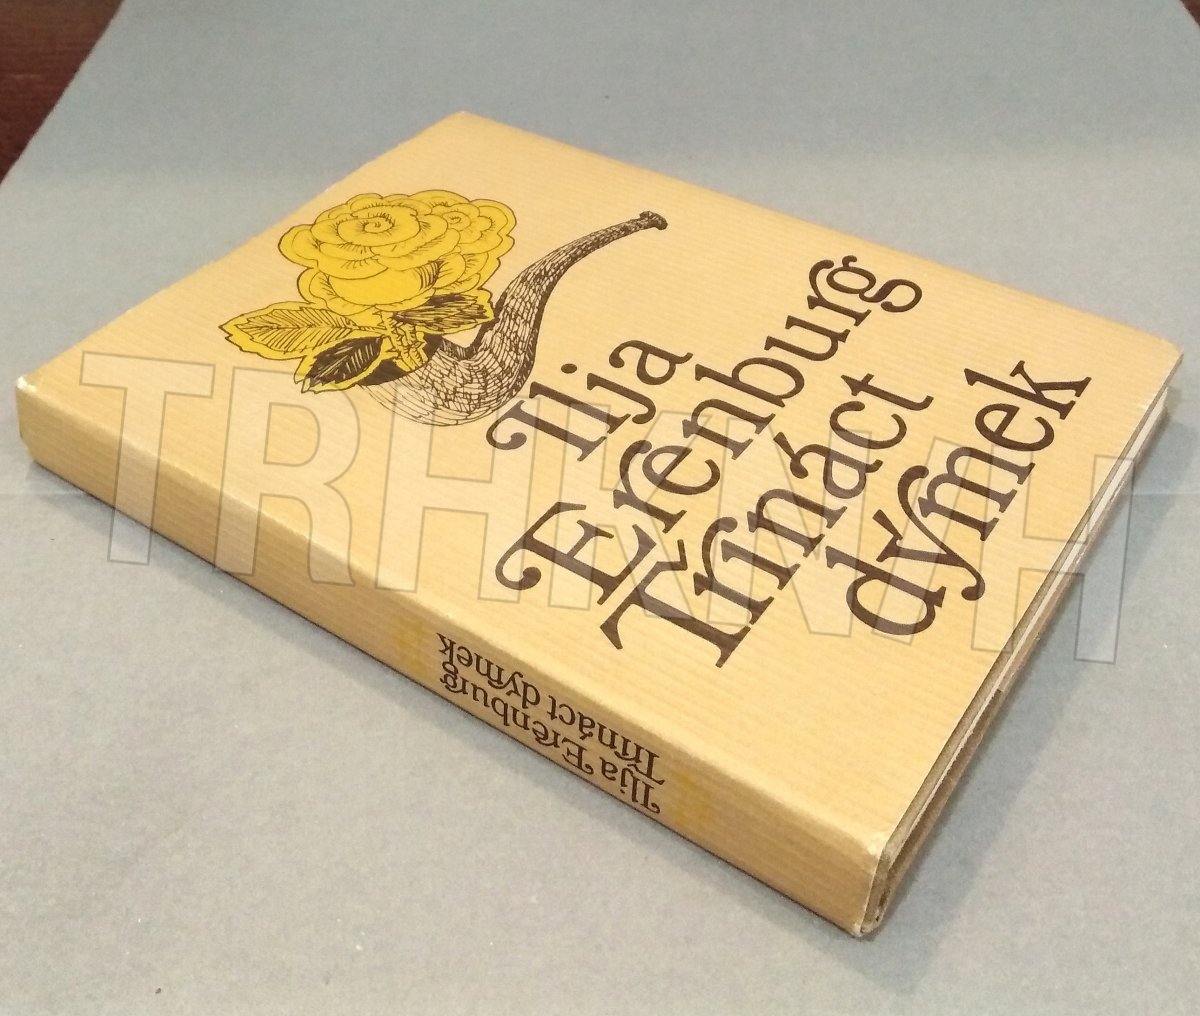 Ilja
Erenburg
Třináct
dýmek
Ilja Erenburg
Třináct dýmek
TRHKNIH